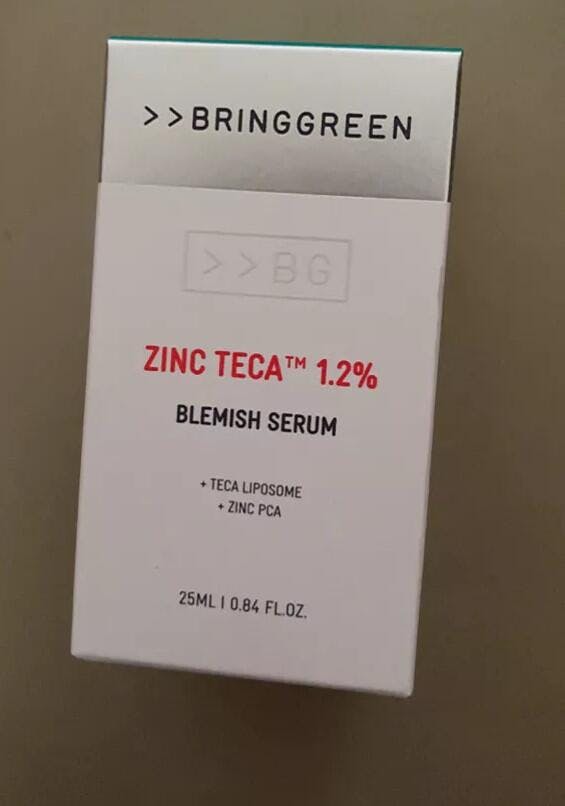 >>BRINGGREEN
>>BG
ZINC TECA™ 1.2%
BLEMISH SERUM
+ TECA LIPOSOME
+ ZINC PCA
25ML I 0.84 FL.OZ.